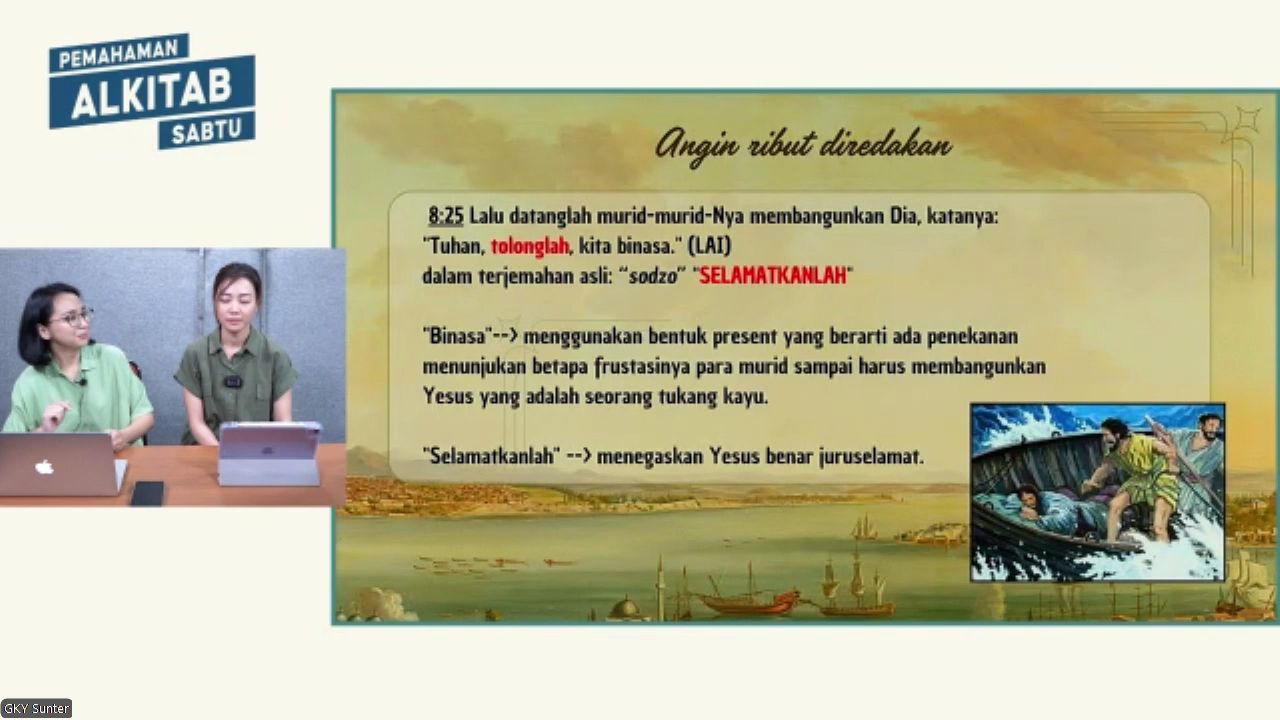 PEMAHAMAN
ALKITAB
SABTU
Angin ribut diredakan
8:25 Lalu datanglah murid-murid-Nya membangunkan Dia, katanya:
"Tuhan, tolonglah, kita binasa." (LAI)
dalam terjemahan asli: “sodzo” "SELAMATKANLAH"
"Binasa"--> menggunakan bentuk present yang berarti ada penekanan
menunjukan betapa frustasinya para murid sampai harus membangunkan
Yesus yang adalah seorang tukang kayu.
"Selamatkanlah" --> menegaskan Yesus benar juruselamat.
GKY Sunter